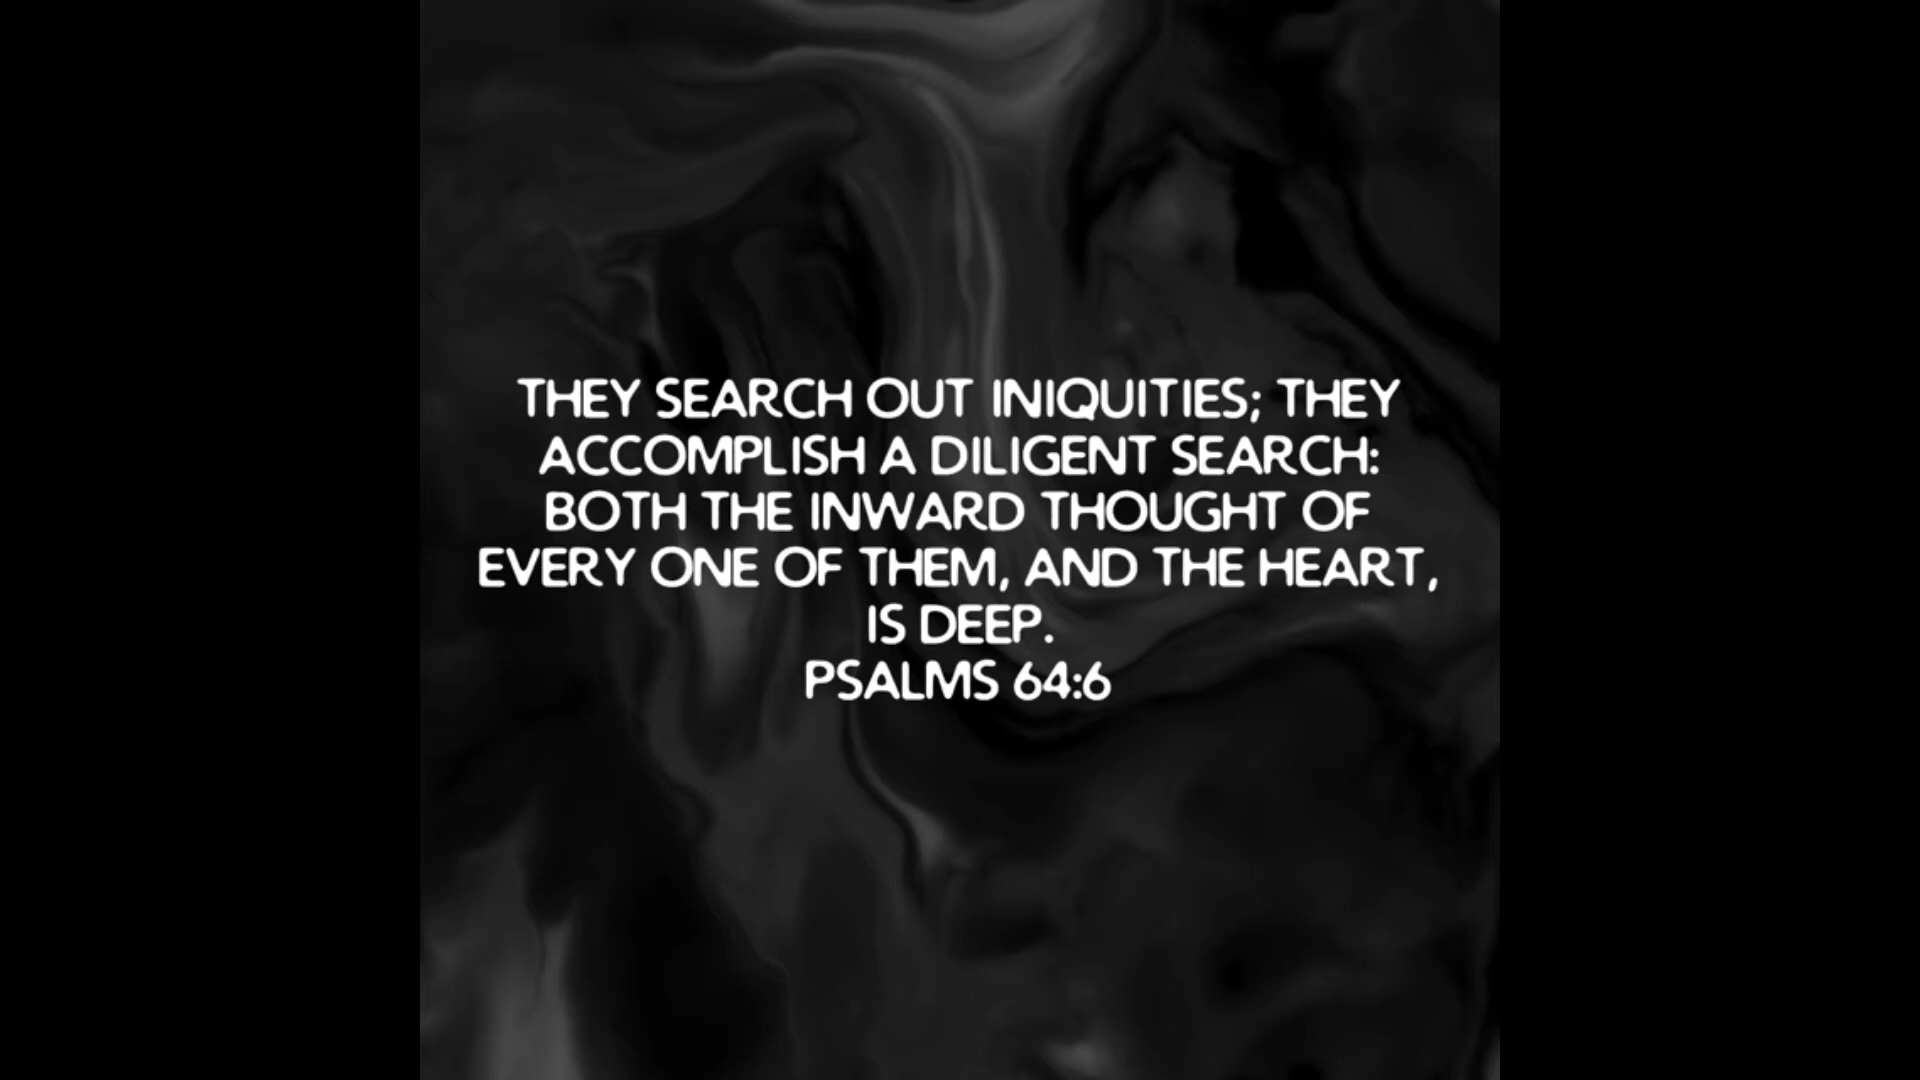 THEY SEARCH OUT INIQUITIES; THEY
ACCOMPLISH A DILIGENT SEARCH:
BOTH THE INWARD THOUGHT OF
EVERY ONE OF THEM, AND THE HEART,
IS DEEP.
PSALMS 64:6